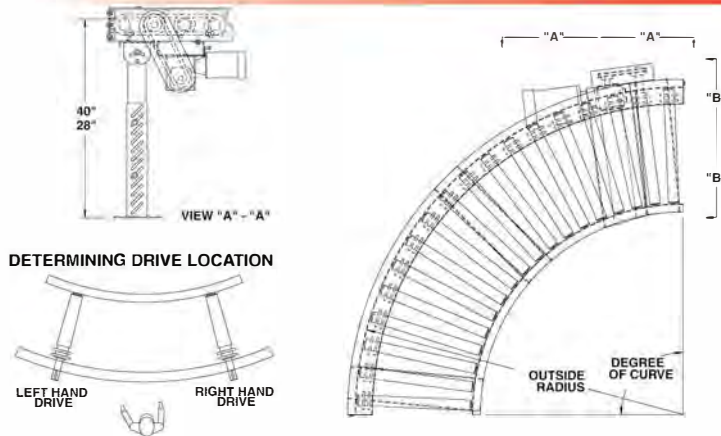 40"
28"
VIEW "A" - "A"
DETERMINING DRIVE LOCATION
LEFT HAND
DRIVE
RIGHT HAND
DRIVE
"A"
"A"
"B
"B
OUTSIDE
RADIUS
DEGREE
OF CURVE